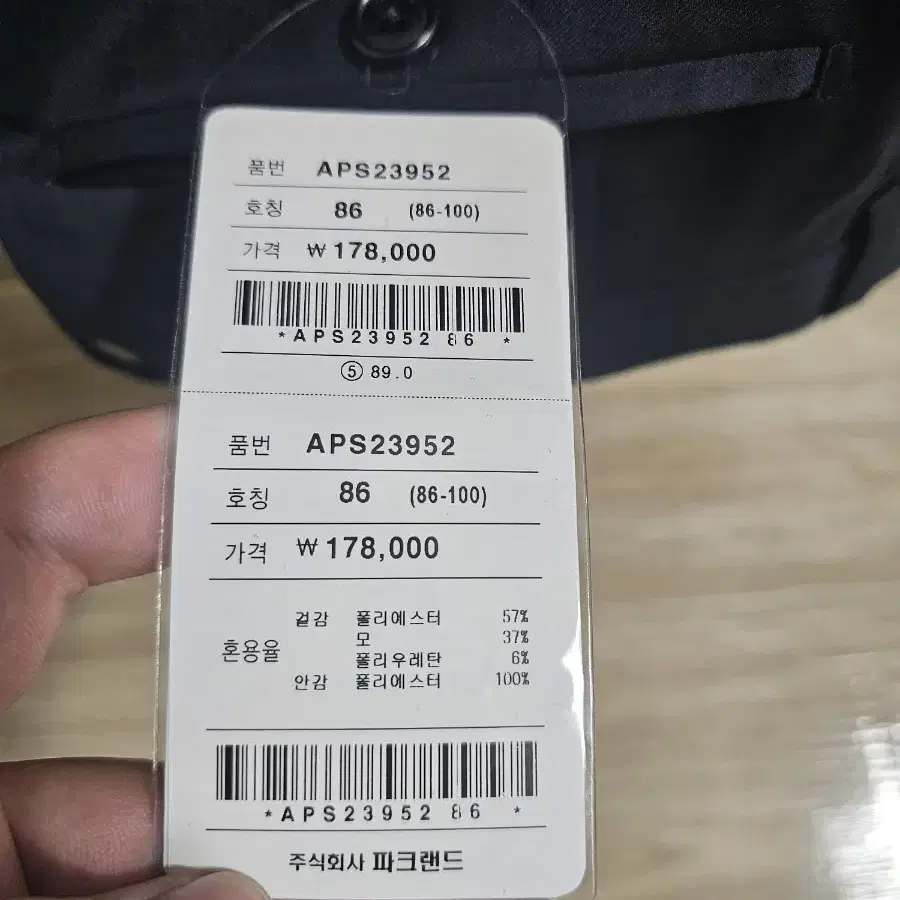 품번 APS23952
호칭 86 (86-100)
가격 ₩178,000
*APS23952 86 *
⑤ 89.0
품번 APS23952
호칭 86 (86-100)
가격 ₩178,000
혼용율
겉감 폴리에스터 57%
모 37%
폴리우레탄 6%
안감 폴리에스터 100%
*APS23952 86 *
주식회사 파크랜드